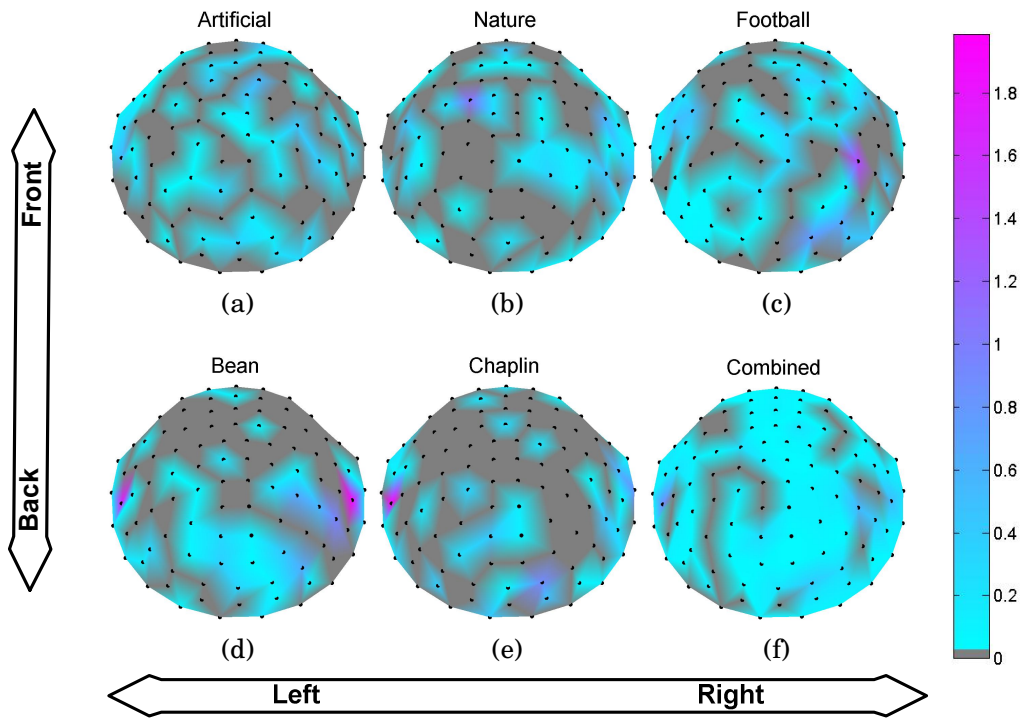 Artificial
Nature
Football
Front
Back
(a)
(b)
(c)
Bean
Chaplin
Combined
(d)
(e)
(f)
Left
Right
1.8
1.6
1.4
1.2
1
0.8
0.6
0.4
0.2
0